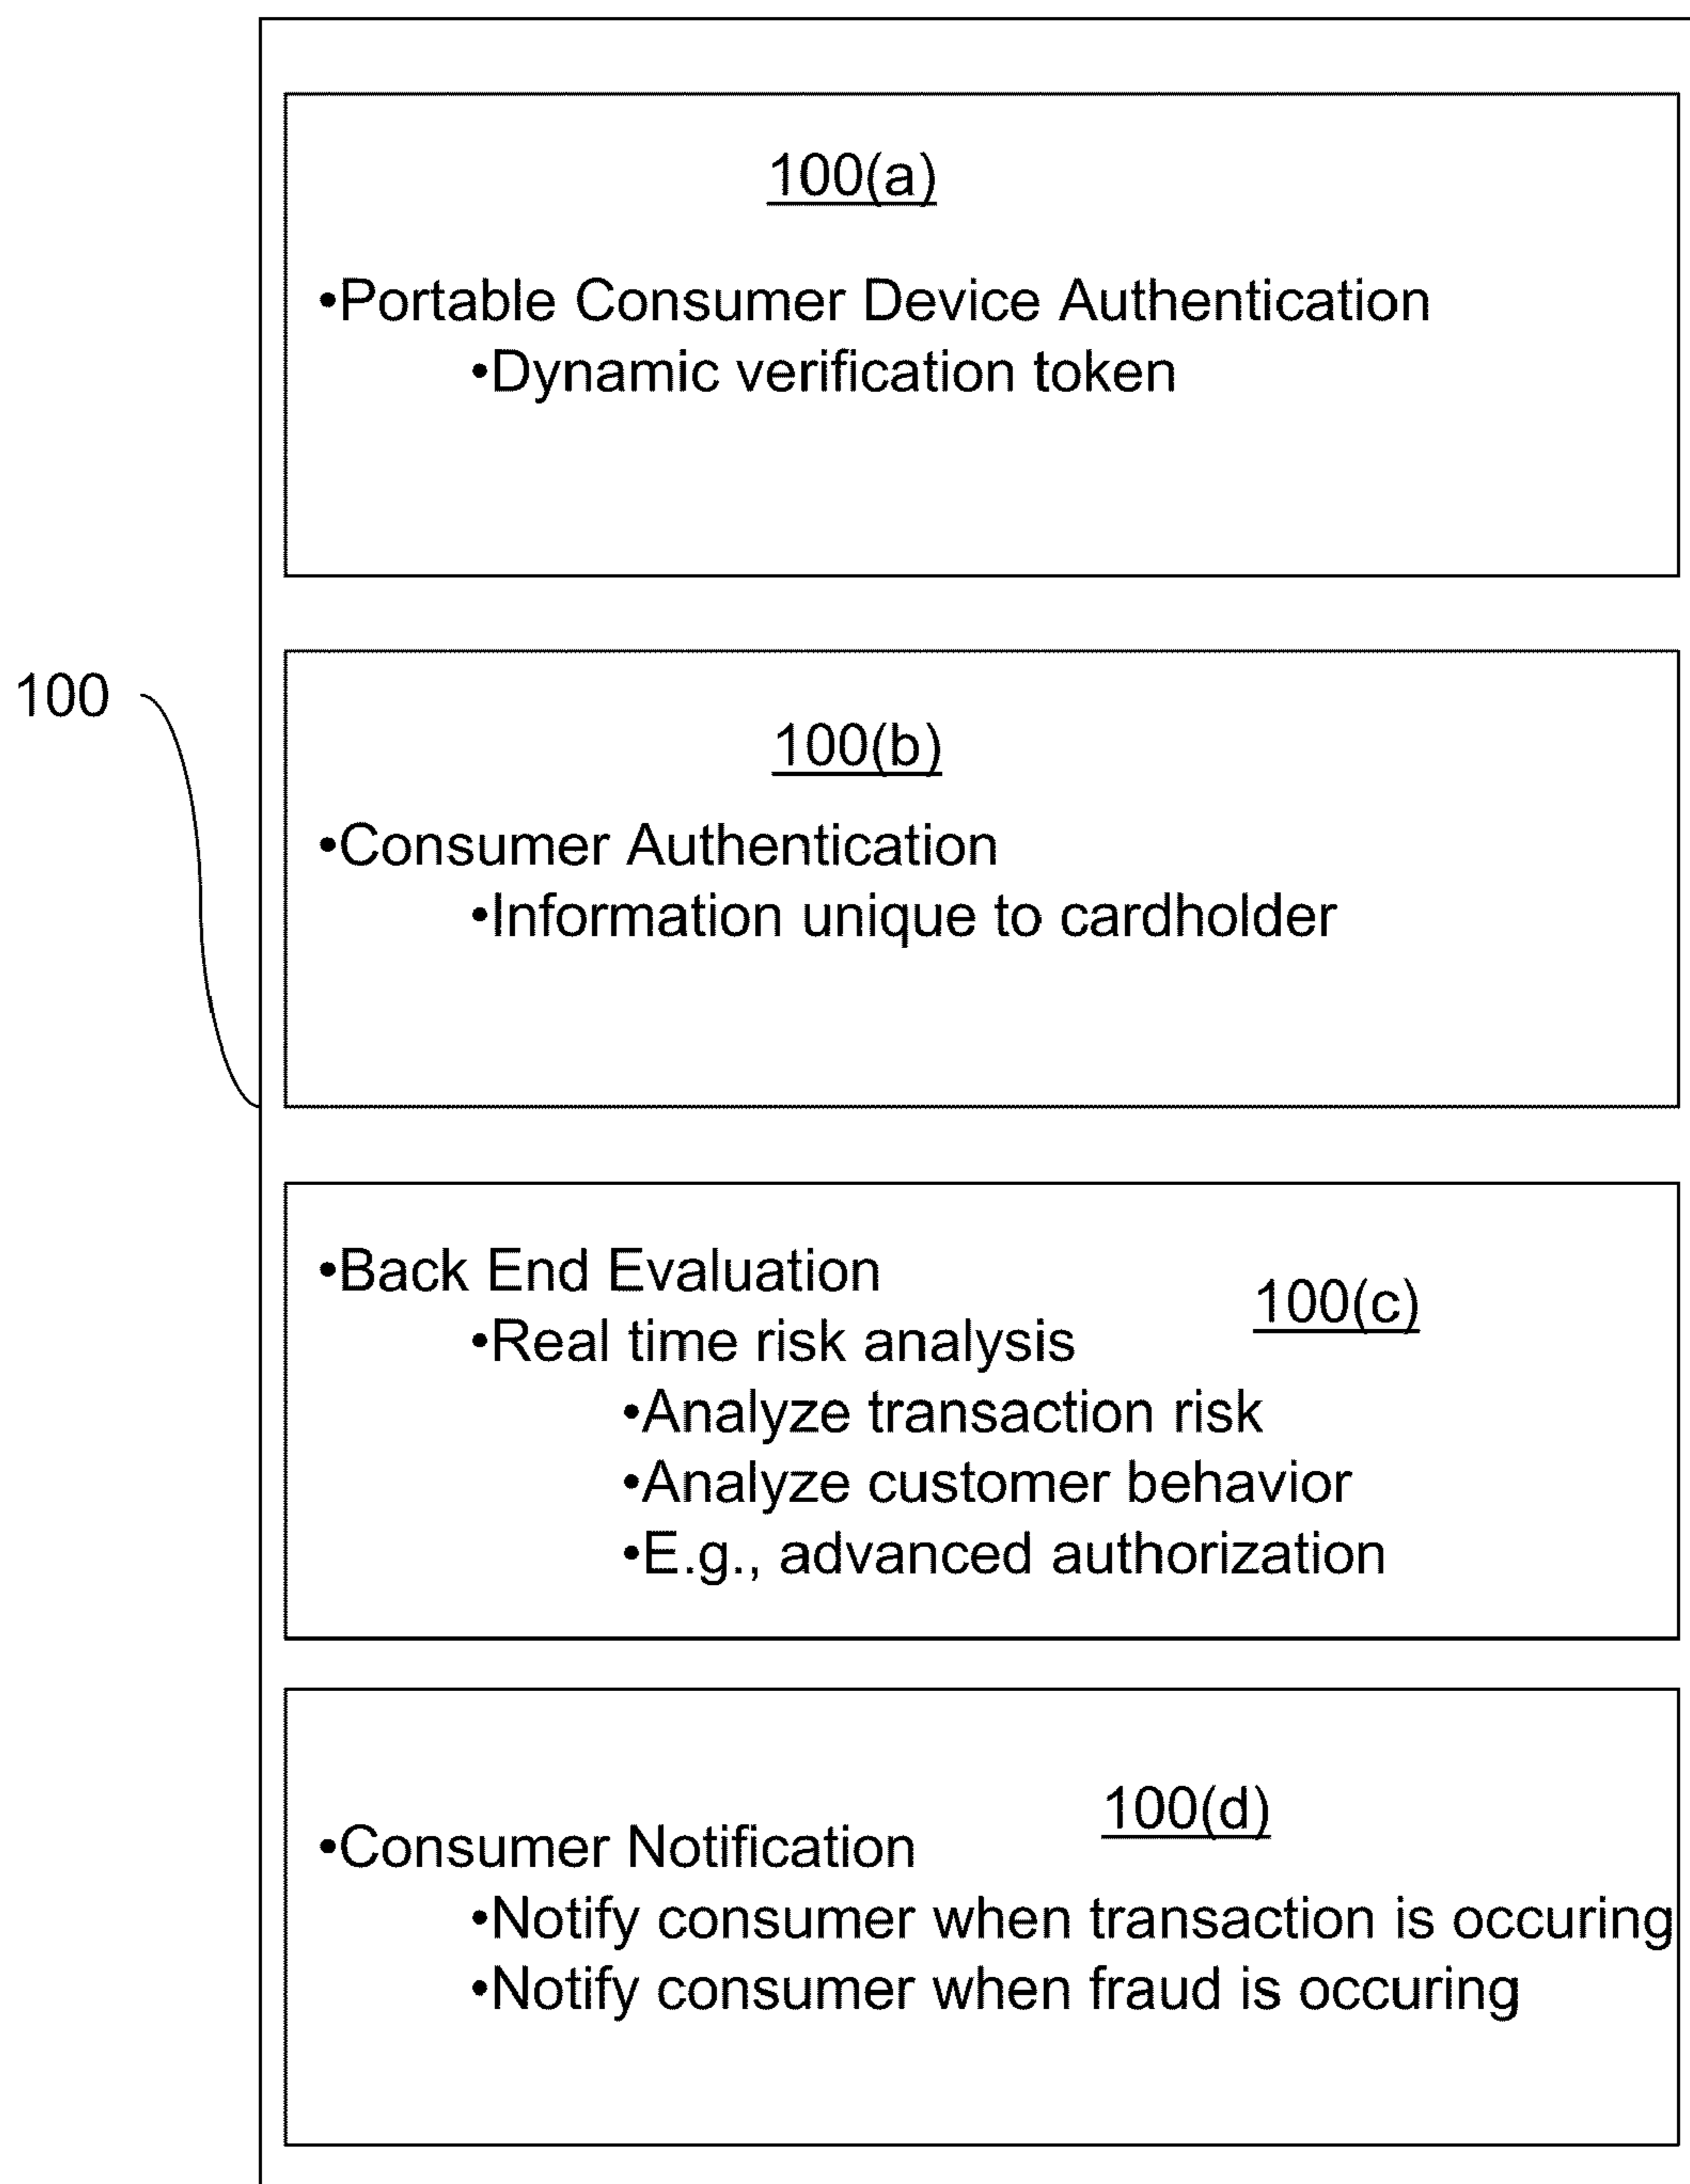 100(a)
•Portable Consumer Device Authentication
•Dynamic verification token
100
100(b)
•Consumer Authentication
•Information unique to cardholder
•Back End Evaluation
100(c)
•Real time risk analysis
•Analyze transaction risk
•Analyze customer behavior
•E.g., advanced authorization
100(d)
•Consumer Notification
•Notify consumer when transaction is occuring
•Notify consumer when fraud is occuring